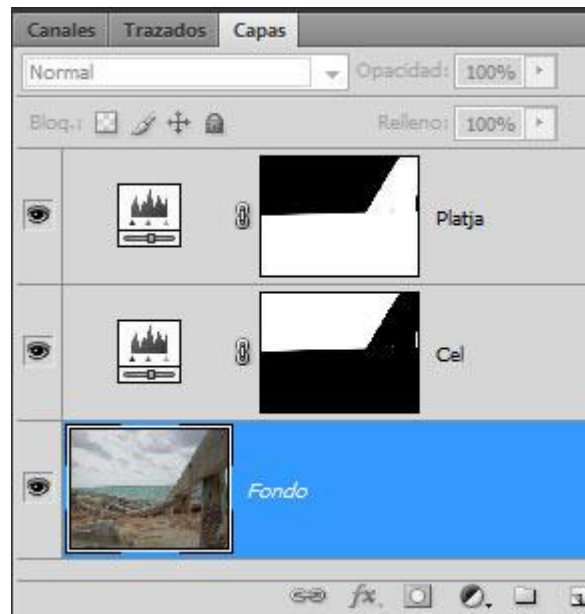 Canales Trazados Capas
Normal Opacidad: 100%
Bloq.: Relleno: 100%
Platja
Cel
Fondo
fx.